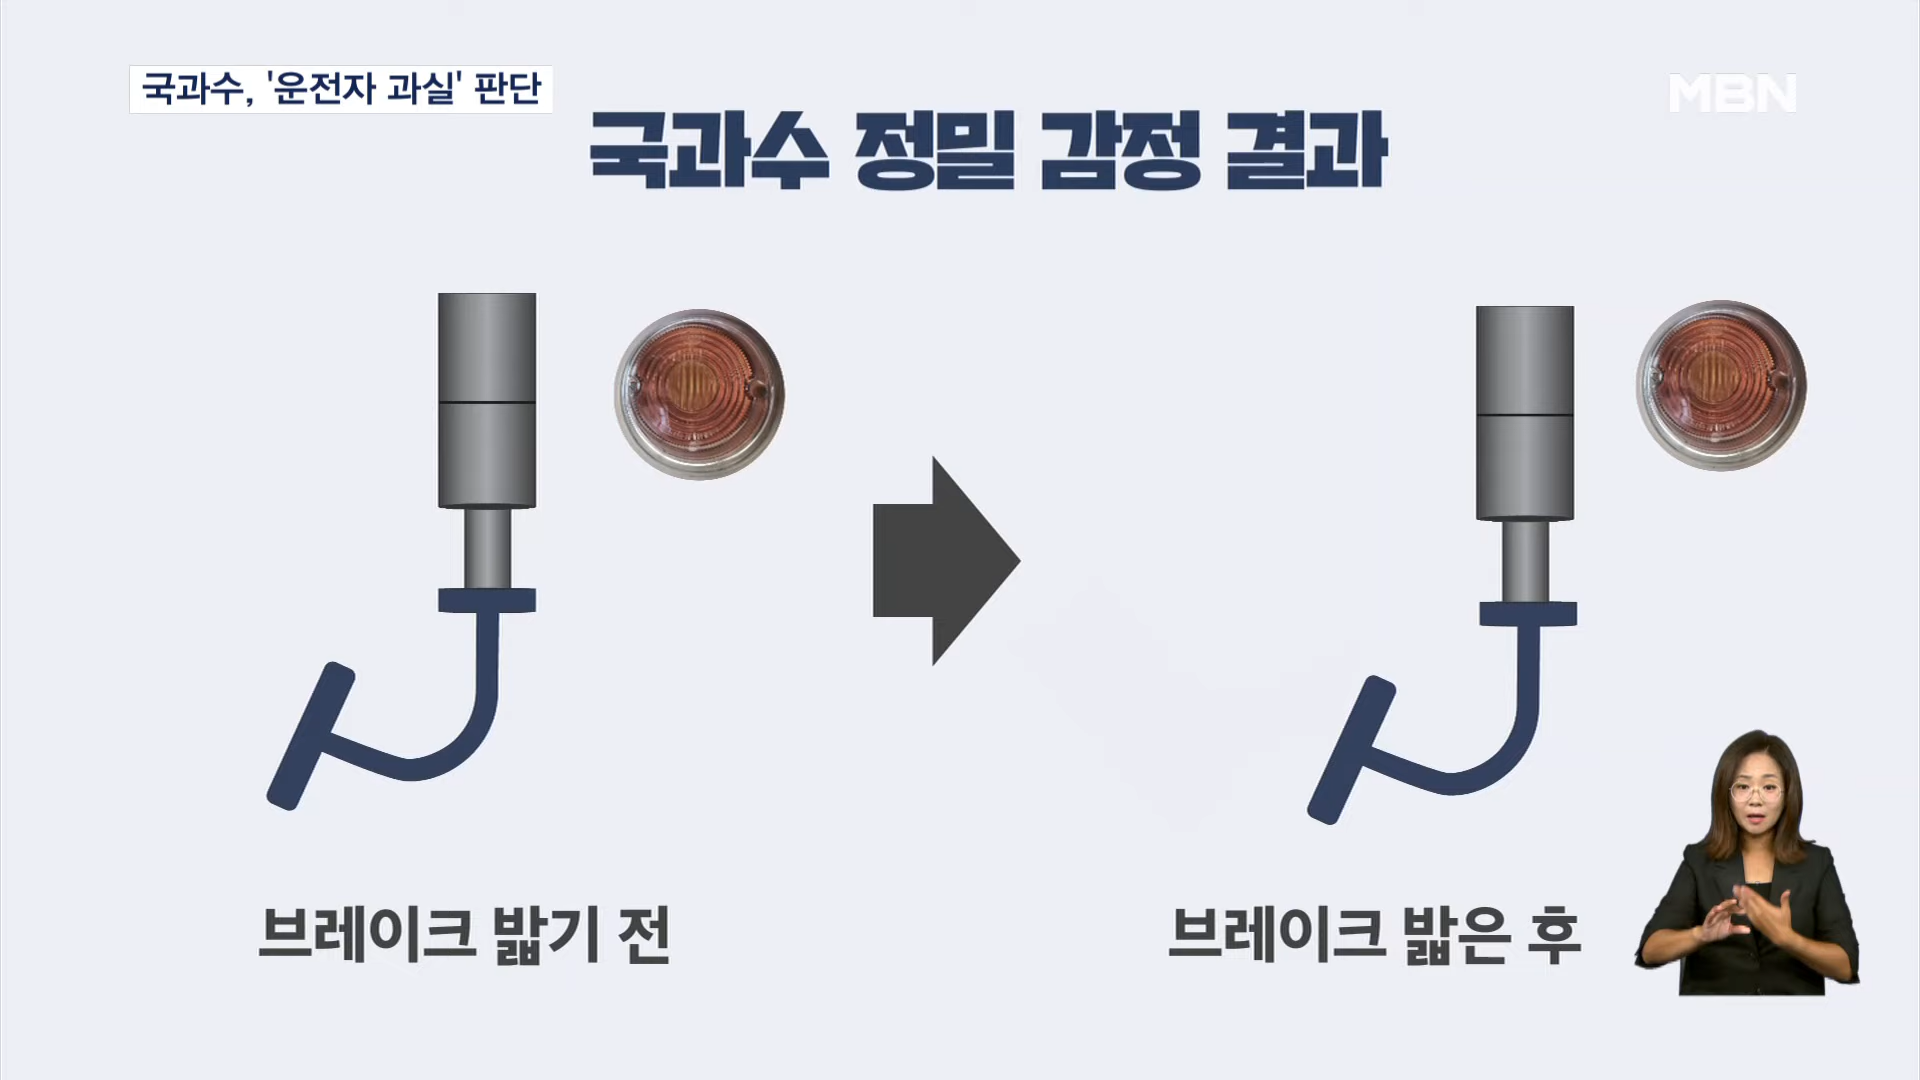 국과수, '운전자 과실' 판단
MBN
국과수 정밀 감정 결과
브레이크 밟기 전
브레이크 밟은 후